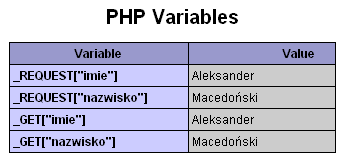 PHP Variables
Variable Value
_REQUEST["imie"] Aleksander
_REQUEST["nazwisko"] Macedoński
_GET["imie"] Aleksander
_GET["nazwisko"] Macedoński